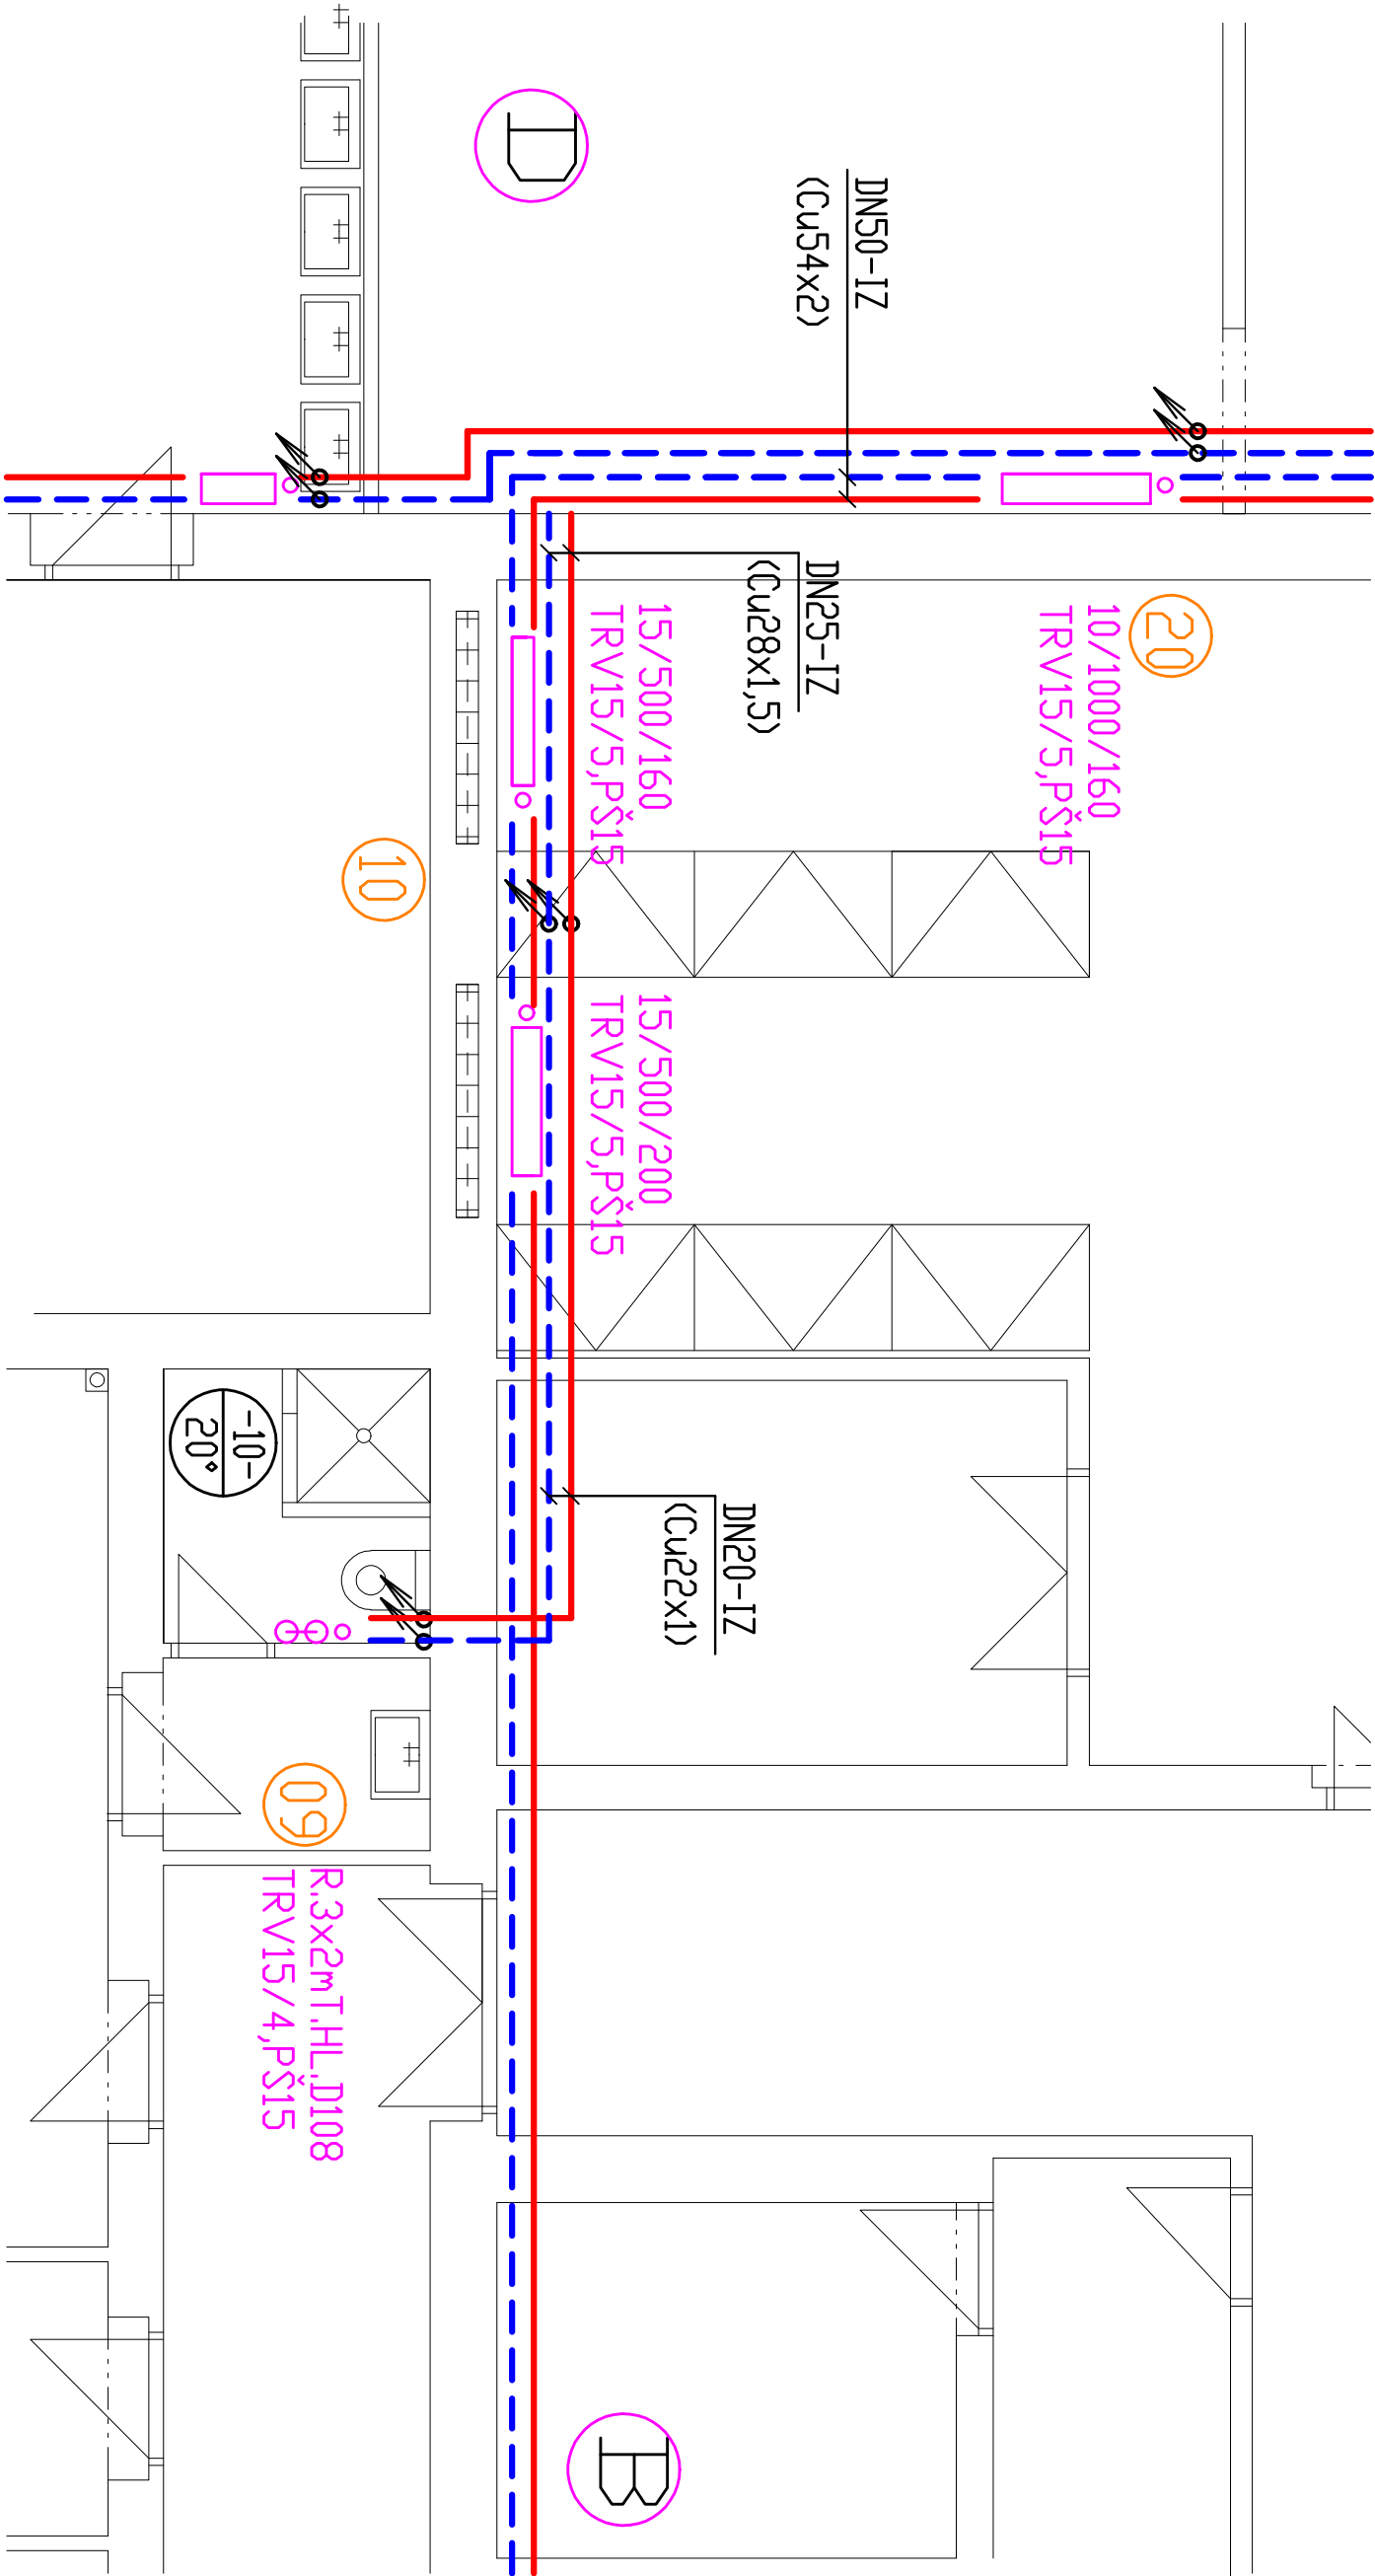 D
DN50-IZ
(Cu54x2)
20
10/1000/160
TRV15/5,PŠ15
DN25-IZ
(Cu28x1,5)
15/500/160
TRV15/5,PŠ15
10
15/500/200
TRV15/5,PŠ15
-10-
20°
DN20-IZ
(Cu22x1)
09
R.3x2mT.HL.D108
TRV15/4,PŠ15
B